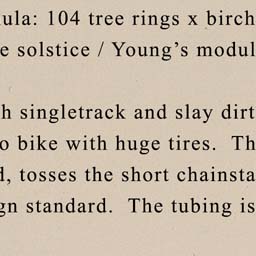 ula: 104 tree rings x birch
e solstice / Young's modul
h singletrack and slay dirt
o bike with huge tires. Th
d, tosses the short chainsta
gn standard. The tubing is